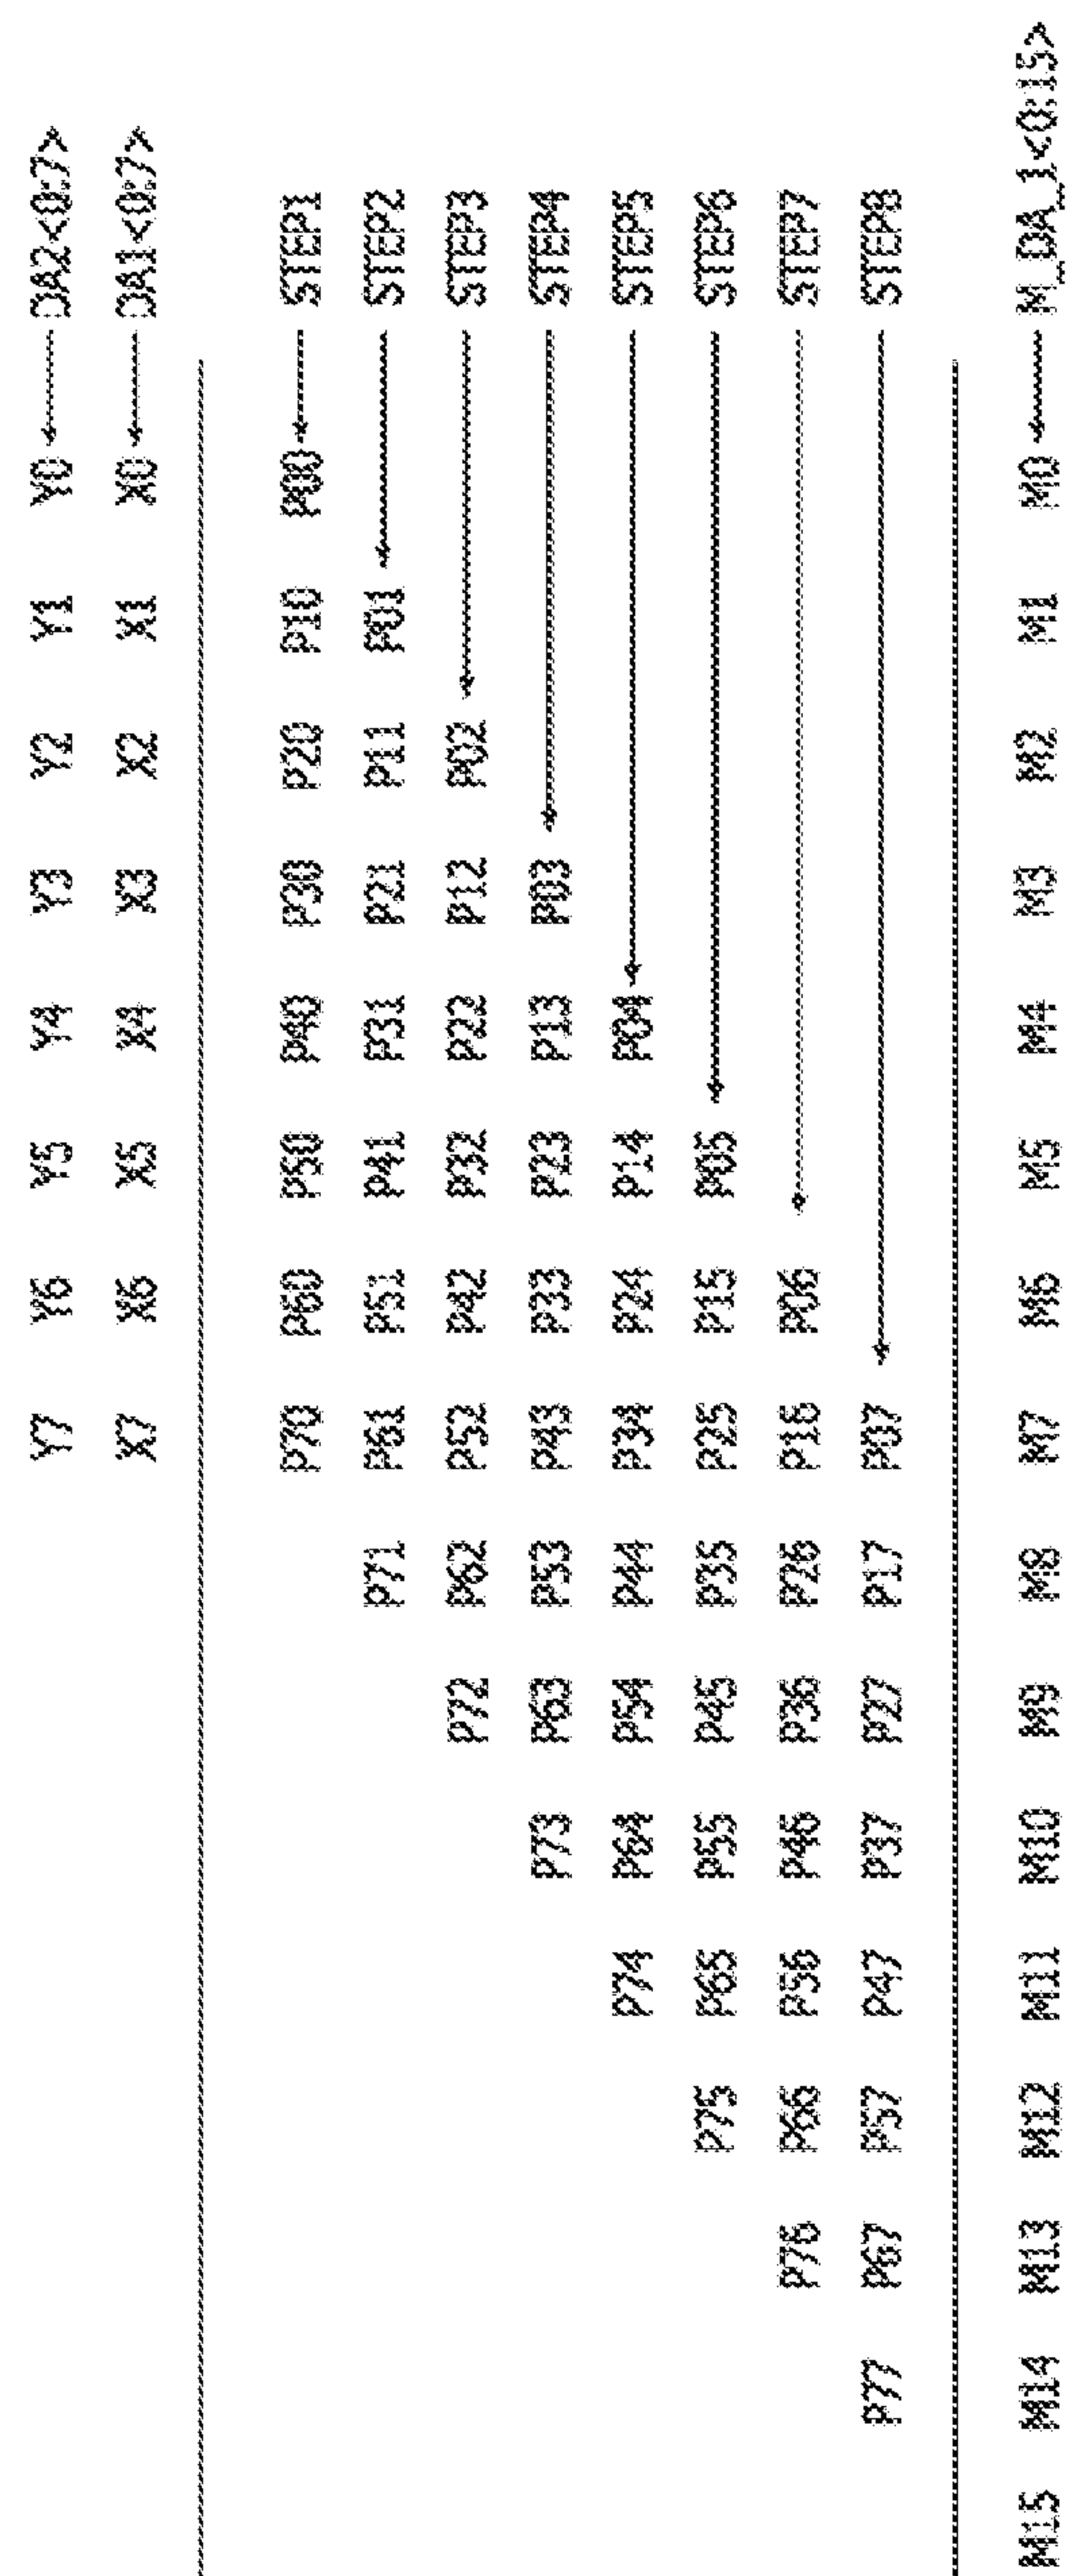 Y7 Y6 Y5 Y4 Y3 Y2 Y1 Y0 ← DA2<0:7>
X7 X6 X5 X4 X3 X2 X1 X0 ← DA1<0:7>
P70 P60 P50 P40 P30 P20 P10 P00 ← STEP1
P71 P61 P51 P41 P31 P21 P11 P01 ← STEP2
P72 P62 P52 P42 P32 P22 P12 P02 ← STEP3
P73 P63 P53 P43 P33 P23 P13 P03 ← STEP4
P74 P64 P54 P44 P34 P24 P14 P04 ← STEP5
P75 P65 P55 P45 P35 P25 P15 P05 ← STEP6
P76 P66 P56 P46 P36 P26 P16 P06 ← STEP7
P77 P67 P57 P47 P37 P27 P17 P07 ← STEP8
M15 M14 M13 M12 M11 M10 M9 M8 M7 M6 M5 M4 M3 M2 M1 M0 ← M_DA_1<0:15>